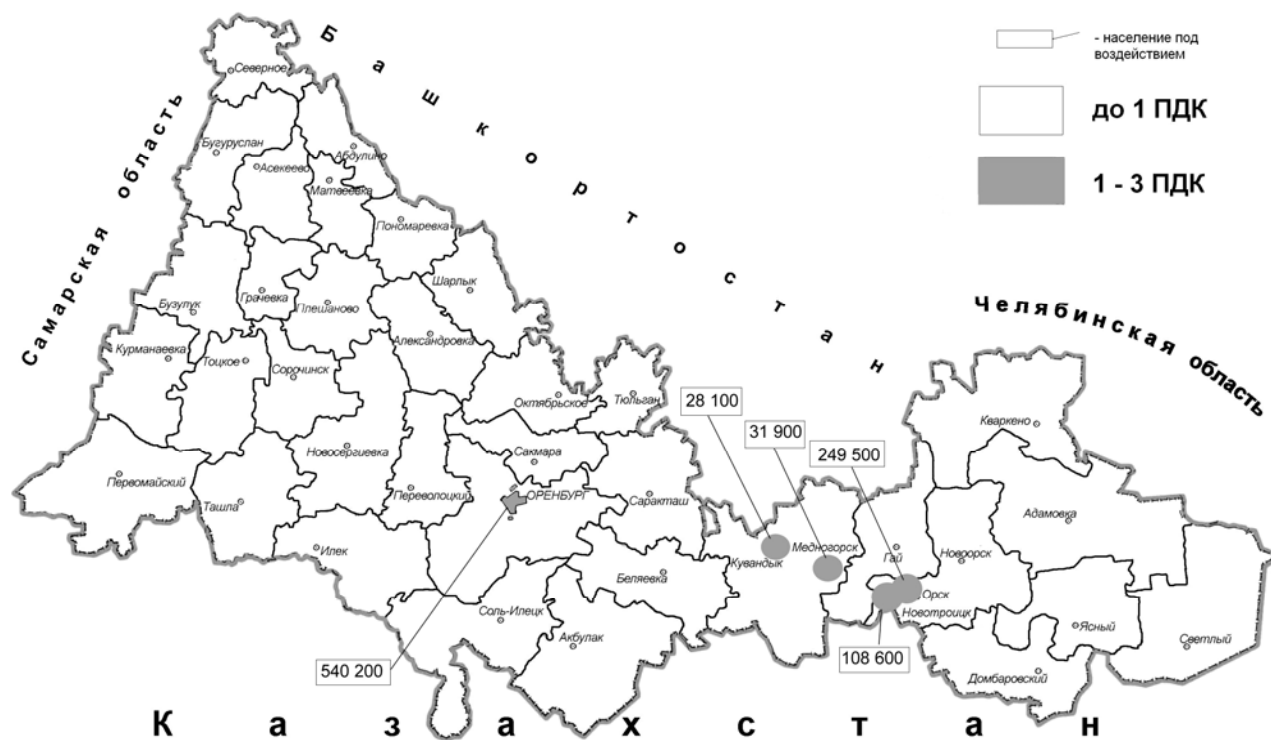 Башкортостан
- население под
воздействием
до 1 ПДК
1 - 3 ПДК
Самарская область
Челябинская область
Северное
Бугуруслан
Абдулино
Асекеево
Матвеевка
Пономаревка
Шарлык
Грачевка
Плешаново
Бузулук
Александровка
Курманаевка
Тоцкое
Сорочинск
Октябрьское
Тюльган
28 100
31 900
249 500
Кваркено
Новосергиевка
Сакмара
Первомайский
Ташла
Переволоцкий
ОРЕНБУРГ
Саракташ
Адамовка
Илек
Медногорск
Кувандык
Гай
Новоорск
Беляевка
Орск
Новотроицк
Соль-Илецк
Акбулак
Ясный
Светлый
540 200
108 600
Домбаровский
Казахстан